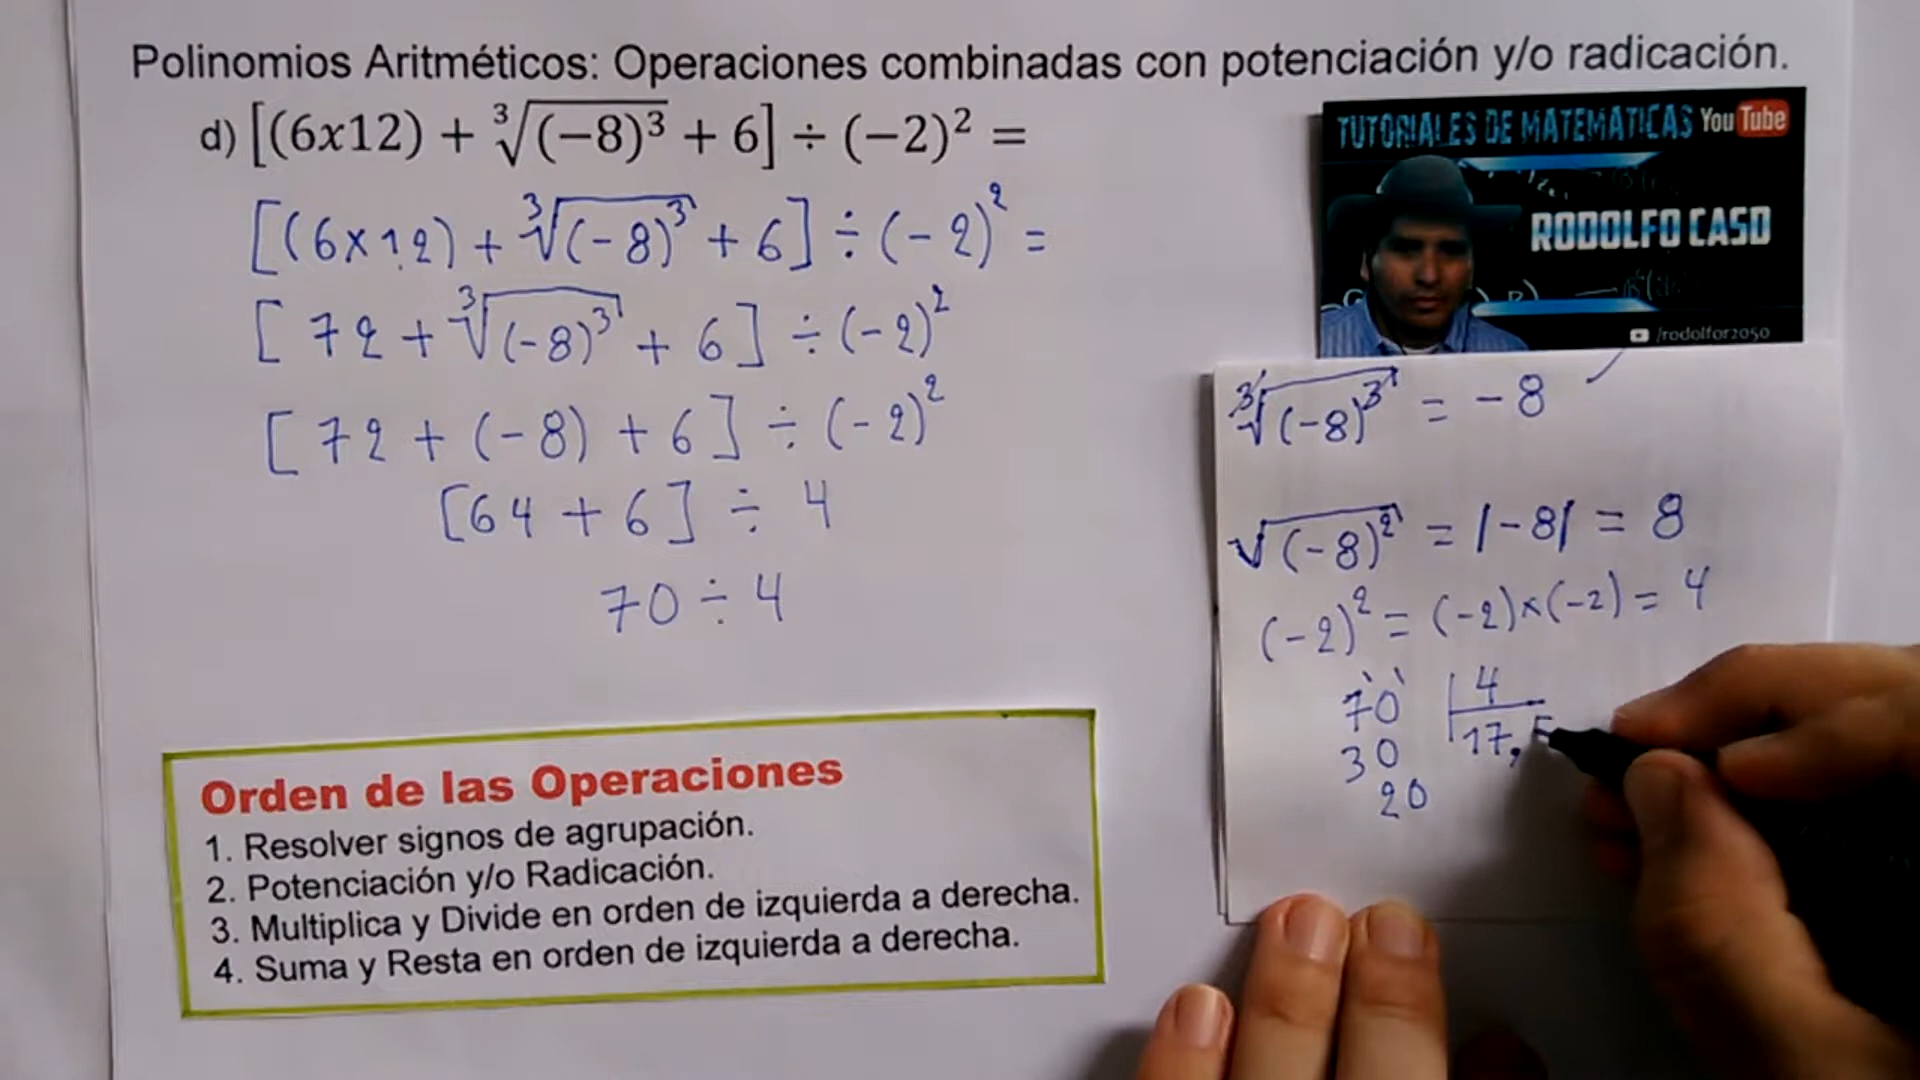 Polinomios Aritméticos: Operaciones combinadas con potenciación y/o radicación.
d) [(6x12) + ∛(−8)³ + 6] ÷ (−2)² =
[(6×12) + ∛(−8)³ + 6] ÷ (−2)² =
[72 + ∛(−8)³ + 6] ÷ (−2)²
[72 + (−8) + 6] ÷ (−2)²
[64 + 6] ÷ 4
70 ÷ 4
TUTORIALES DE MATEMATICAS YouTube
RODOLFO CASO
/rodolfor2050
∛(−8)³ = −8
√(−8)² = |−8| = 8
(−2)² = (−2)×(−2) = 4
70 4
30 17,5
20
Orden de las Operaciones
1. Resolver signos de agrupación.
2. Potenciación y/o Radicación.
3. Multiplica y Divide en orden de izquierda a derecha.
4. Suma y Resta en orden de izquierda a derecha.